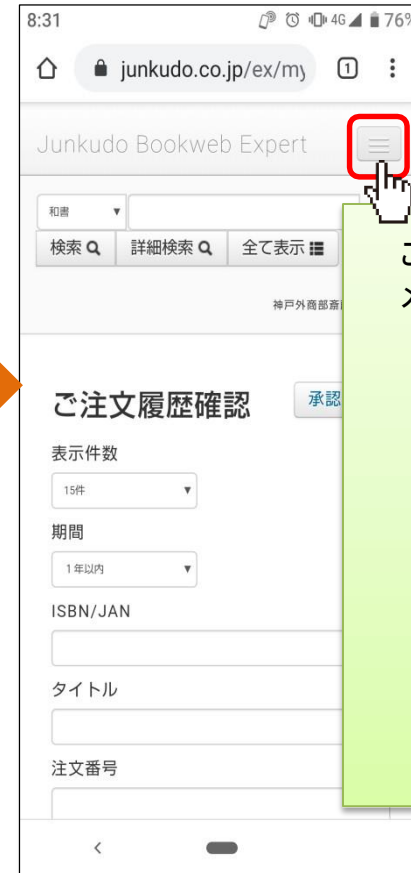 8:31 4G 76%
junkudo.co.jp/ex/my 1
Junkudo Bookweb Expert
和書
検索 詳細検索 全て表示
神戸外商部斎
ご注文履歴確認 承認
表示件数
15件
期間
1年以内
ISBN/JAN
タイトル
注文番号